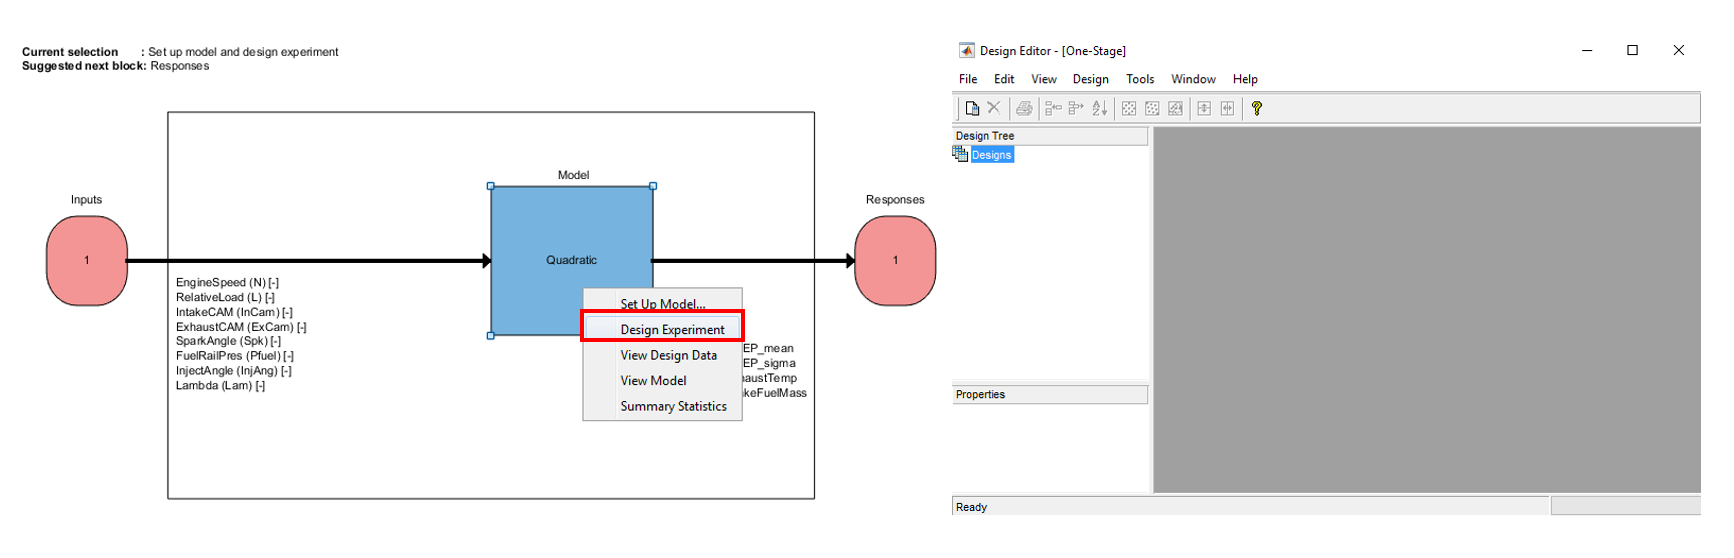 Current selection : Set up model and design experiment
Suggested next block: Responses
Model
Inputs
Responses
1
Quadratic
1
EngineSpeed (N) [-]
RelativeLoad (L) [-]
IntakeCAM (InCam) [-]
ExhaustCAM (ExCam) [-]
SparkAngle (Spk) [-]
FuelRailPres (Pfuel) [-]
InjectAngle (InjAng) [-]
Lambda (Lam) [-]
Set Up Model...
Design Experiment
View Design Data
View Model
Summary Statistics
EP_mean
EP_sigma
haustTemp
keFuelMass
Design Editor - [One-Stage]
File Edit View Design Tools Window Help
Design Tree
Designs
Properties
Ready